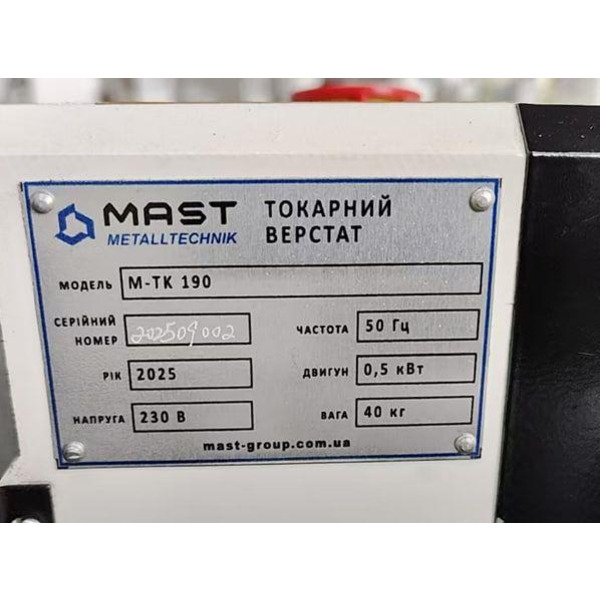 MAST
METALLTECHNIK
ТОКАРНИЙ
ВЕРСТАТ
МОДЕЛЬ M-TK 190
СЕРІЙНИЙ
НОМЕР 202509002
ЧАСТОТА 50 Гц
РІК 2025
ДВИГУН 0,5 кВт
НАПРУГА 230 В
ВАГА 40 кг
mast-group.com.ua